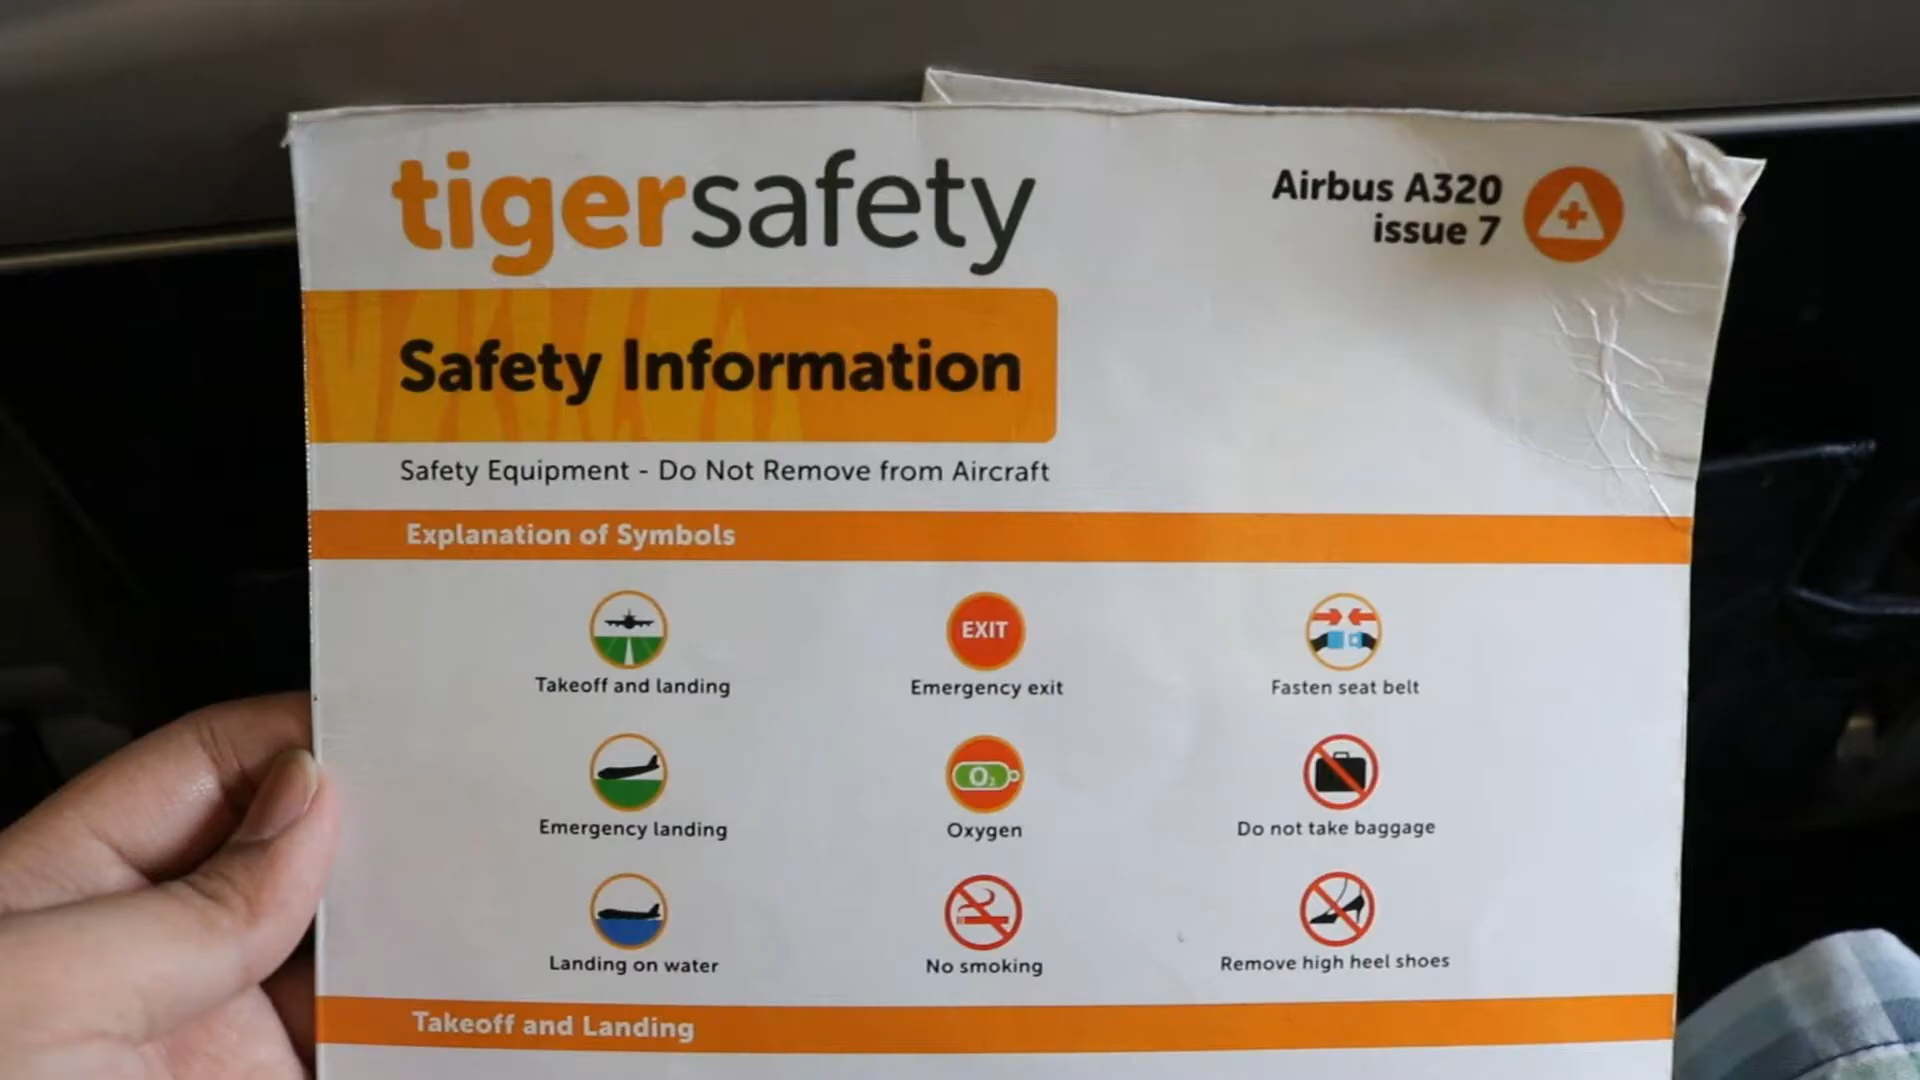 tigersafety
Airbus A320
issue 7
Safety Information
Safety Equipment - Do Not Remove from Aircraft
Explanation of Symbols
EXIT
Takeoff and landing
Emergency exit
Fasten seat belt
O₂
Emergency landing
Oxygen
Do not take baggage
Landing on water
No smoking
Remove high heel shoes
Takeoff and Landing